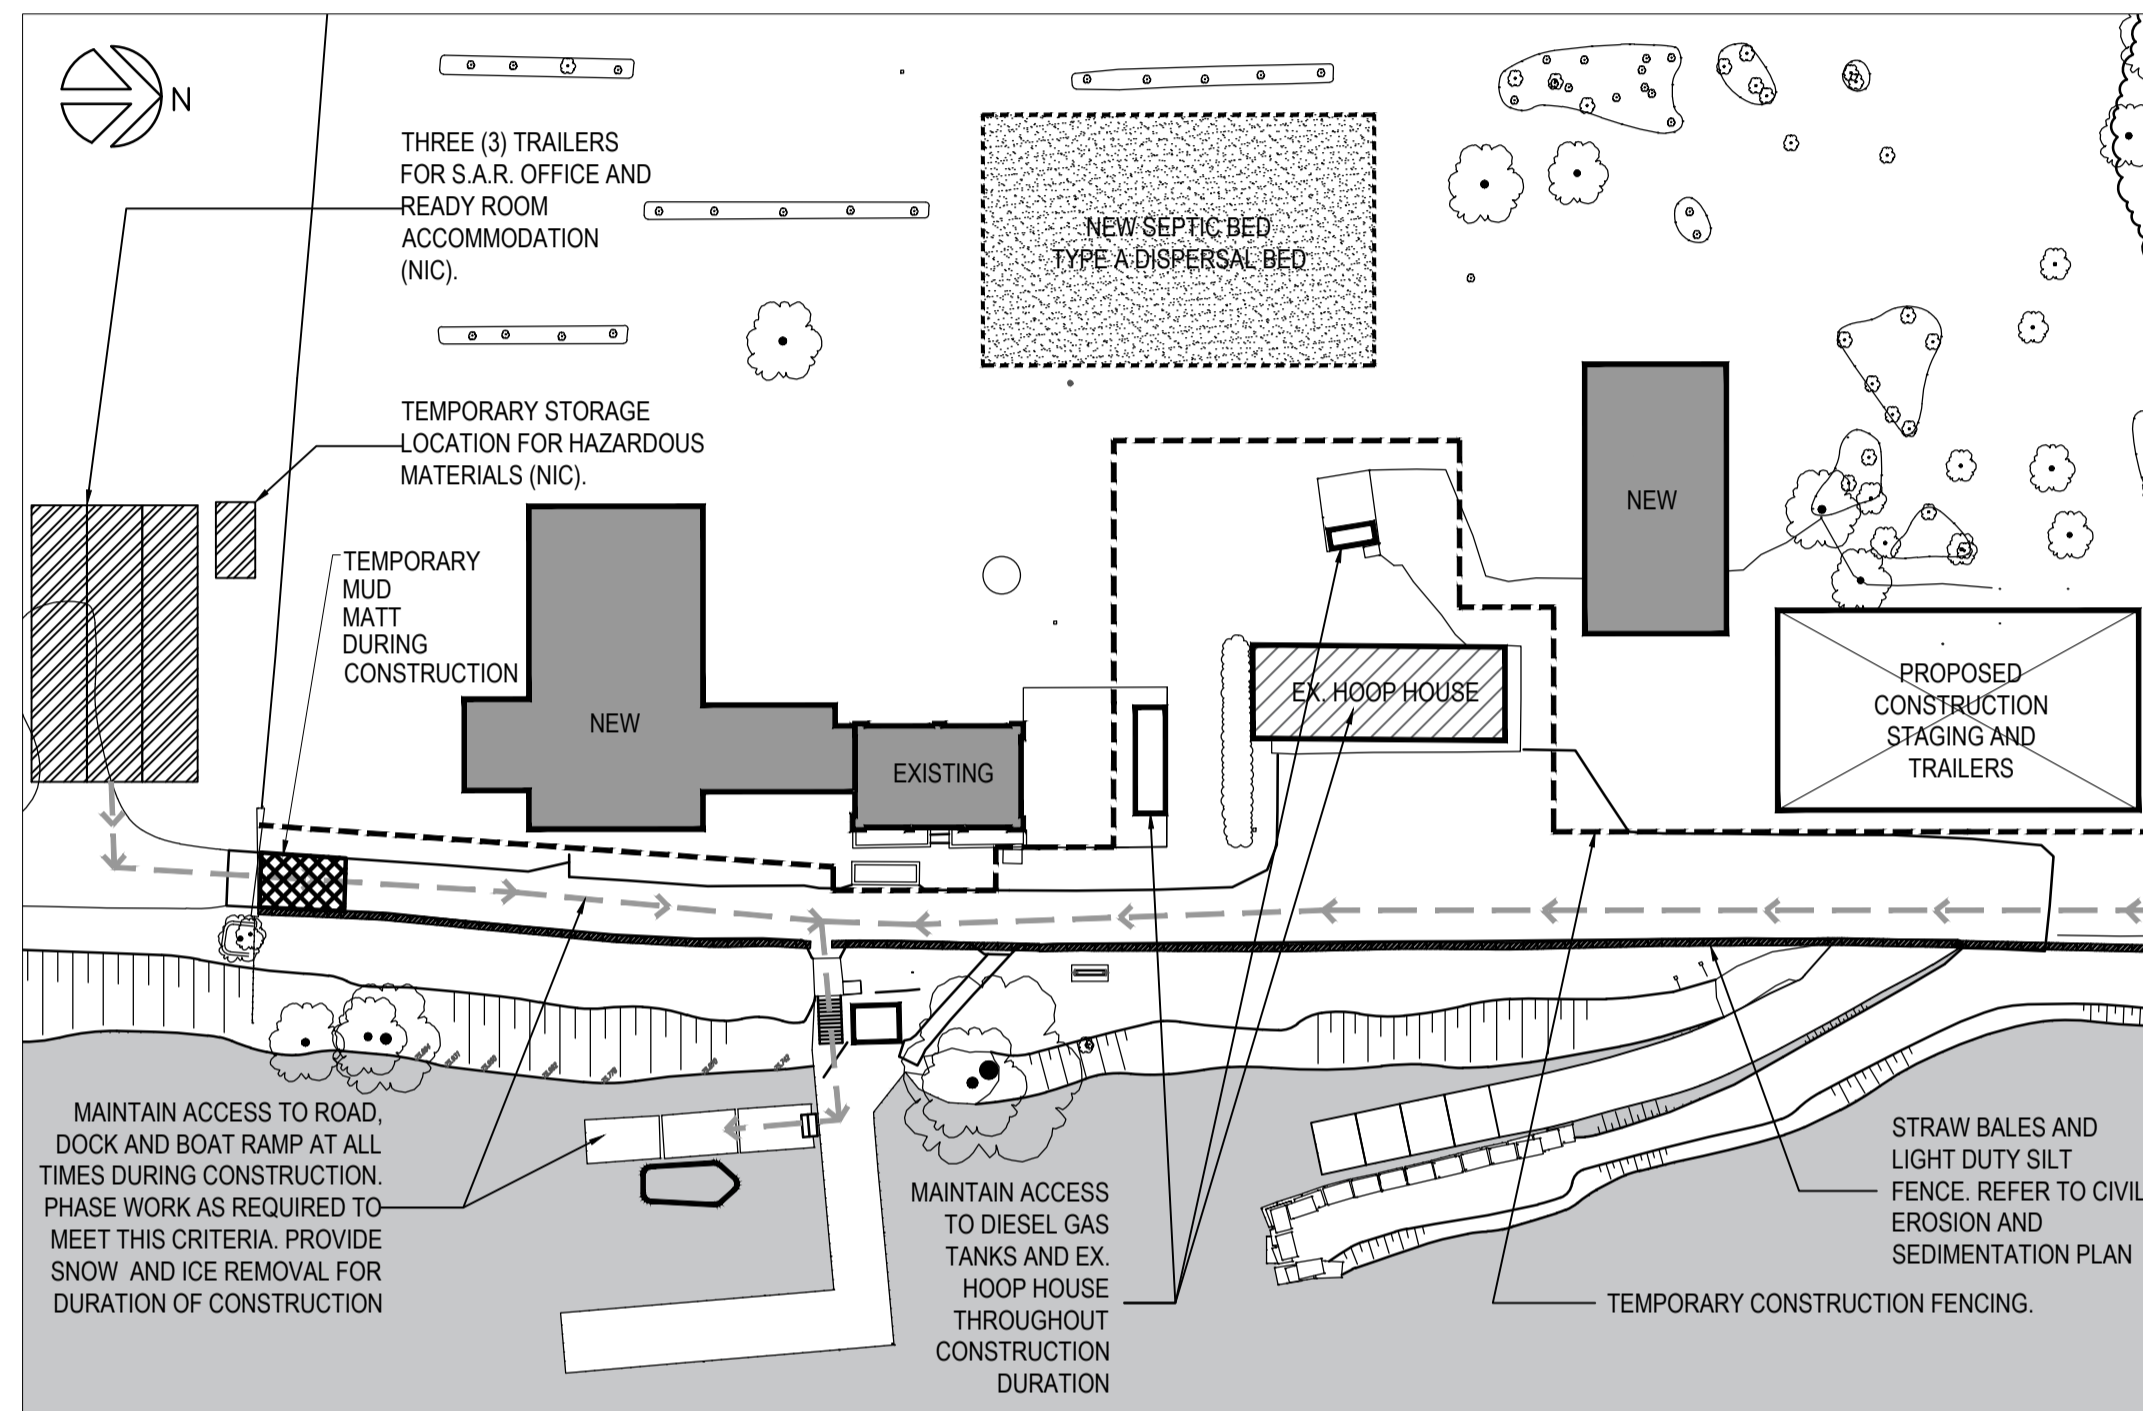 N
THREE (3) TRAILERS
FOR S.A.R. OFFICE AND
READY ROOM
ACCOMMODATION
(NIC).
NEW SEPTIC BED
TYPE A DISPERSAL BED
TEMPORARY STORAGE
LOCATION FOR HAZARDOUS
MATERIALS (NIC).
TEMPORARY
MUD
MATT
DURING
CONSTRUCTION
NEW
EXISTING
EX. HOOP HOUSE
NEW
PROPOSED
CONSTRUCTION
STAGING AND
TRAILERS
MAINTAIN ACCESS TO ROAD,
DOCK AND BOAT RAMP AT ALL
TIMES DURING CONSTRUCTION.
PHASE WORK AS REQUIRED TO
MEET THIS CRITERIA. PROVIDE
SNOW AND ICE REMOVAL FOR
DURATION OF CONSTRUCTION
MAINTAIN ACCESS
TO DIESEL GAS
TANKS AND EX.
HOOP HOUSE
THROUGHOUT
CONSTRUCTION
DURATION
STRAW BALES AND
LIGHT DUTY SILT
FENCE. REFER TO CIVIL
EROSION AND
SEDIMENTATION PLAN
TEMPORARY CONSTRUCTION FENCING.